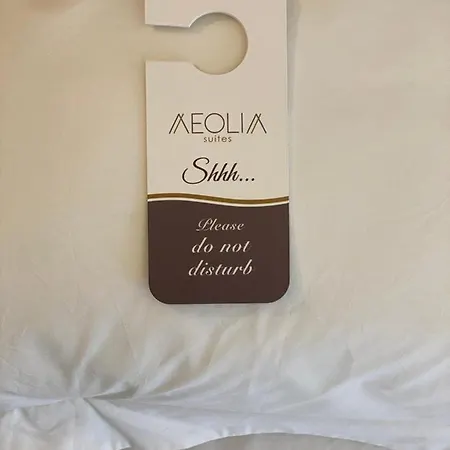 AEOLIA
suites
Shhh...
Please
do not
disturb